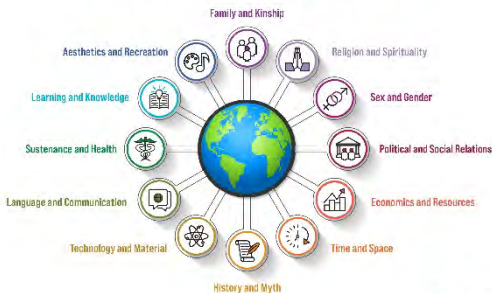 Family and Kinship
Aesthetics and Recreation
Religion and Spirituality
Learning and Knowledge
Sex and Gender
Sustenance and Health
Political and Social Relations
Language and Communication
Economics and Resources
Technology and Material
Time and Space
History and Myth